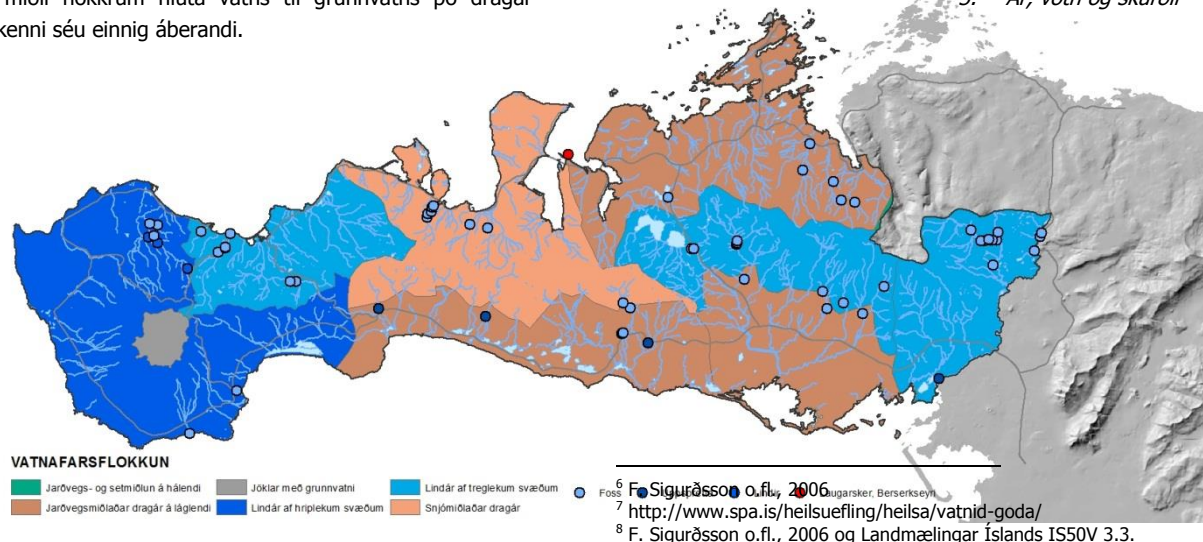 miðli nokkrum hluta vatns til grunnvatns þó dragár
kenni séu einnig áberandi.
Ár, vötn og skurðir
VATNAFARSFLOKKUN
Jarðvegs- og setmiðlun á hálendi
Jöklar með grunnvatni
Lindár af treglekum svæðum
Foss
Laugarsker, Berserkseyri
Jarðvegsmiðlaðar dragár á láglendi
Lindár af hriplekum svæðum
Snjómiðlaðar dragár
6 F. Sigurðsson o.fl., 2006
7 http://www.spa.is/heilsuefling/heilsa/vatnid-goda/
8 F. Sigurðsson o.fl., 2006 og Landmælingar Íslands IS50V 3.3.